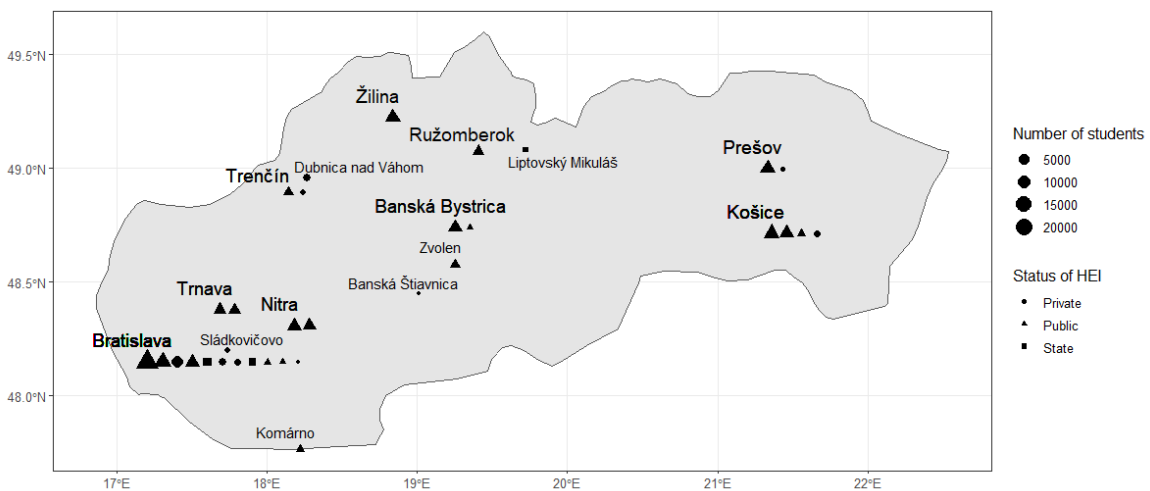 49.5°N
49.0°N
48.5°N
48.0°N
Žilina
Ružomberok
Liptovský Mikuláš
Dubnica nad Váhom
Trenčín
Prešov
Banská Bystrica
Košice
Zvolen
Banská Štiavnica
Trnava
Nitra
Bratislava
Sládkovičovo
Komárno
17°E
18°E
19°E
20°E
21°E
22°E
Number of students
5000
10000
15000
20000
Status of HEI
Private
Public
State